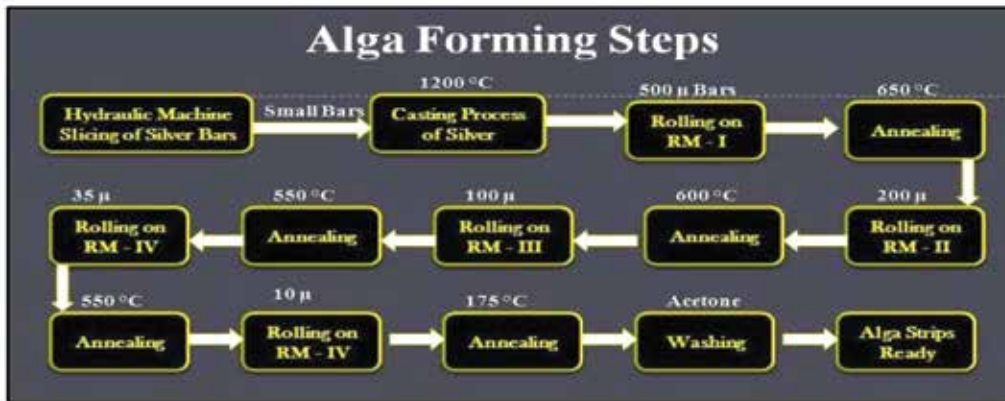 Alga Forming Steps
1200 °C
500 µ Bars
650 °C
Hydraulic Machine
Slicing of Silver Bars
Small Bars
Casting Process
of Silver
Rolling on
RM - I
Annealing
200 µ
600 °C
100 µ
550 °C
35 µ
Rolling on
RM - II
Annealing
Rolling on
RM - III
Annealing
Rolling on
RM - IV
550 °C
10 µ
175 °C
Acetone
Annealing
Rolling on
RM - IV
Annealing
Washing
Alga Strips
Ready